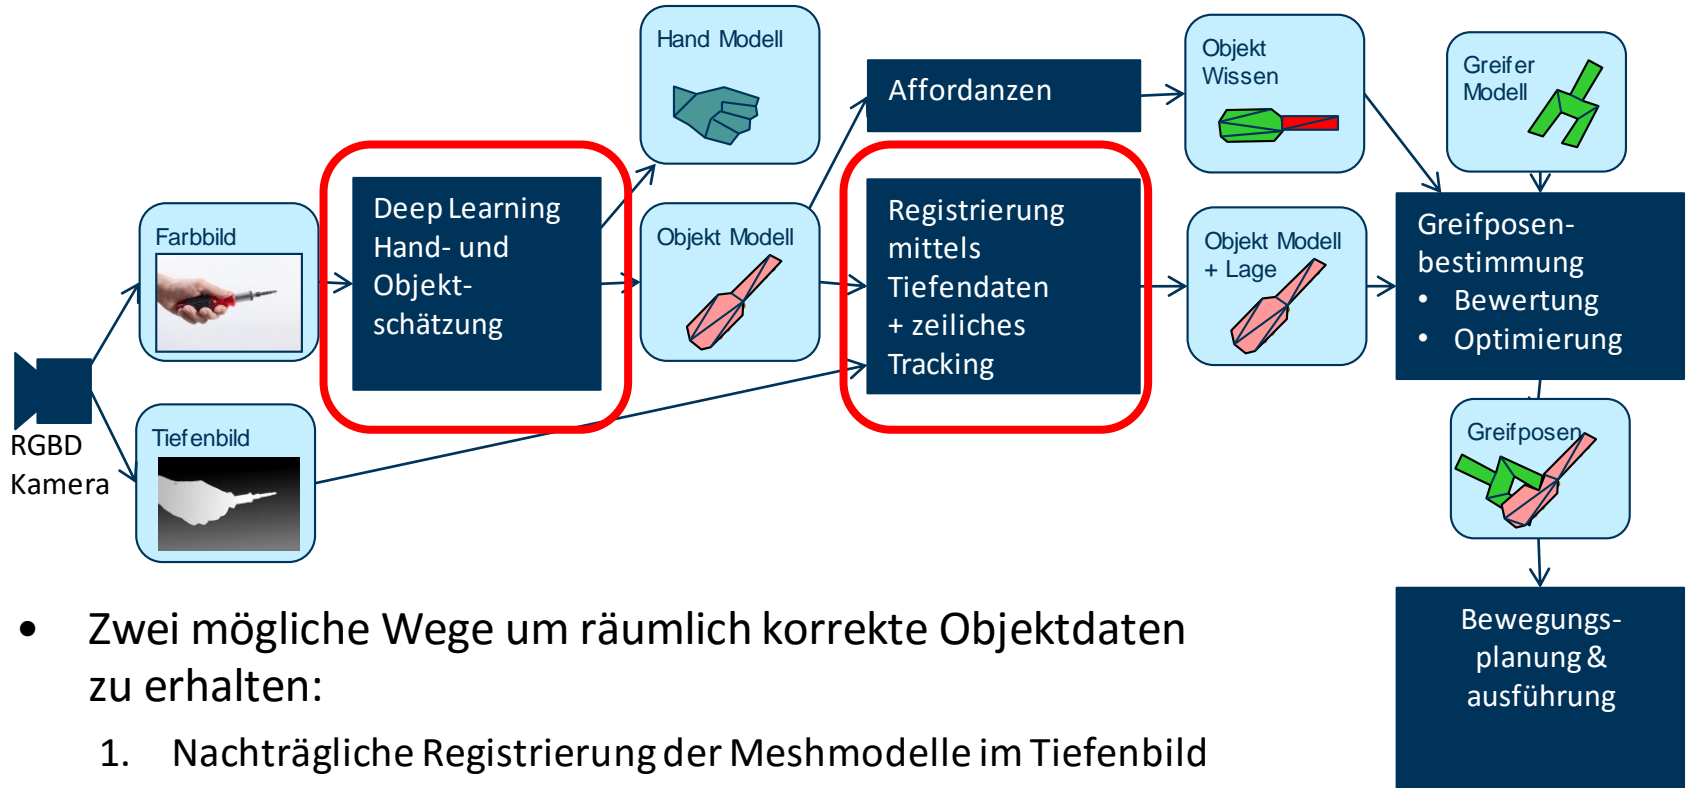 Hand Modell
Affordanzen
Objekt
Wissen
Greifer
Modell
Farbbild
Deep Learning
Hand- und
Objekt-
schätzung
Objekt Modell
Registrierung
mittels
Tiefendaten
+ zeiliches
Tracking
Objekt Modell
+ Lage
Greifposen-
bestimmung
• Bewertung
• Optimierung
RGBD
Kamera
Tiefenbild
Greifposen
Bewegungs-
planung &
ausführung
• Zwei mögliche Wege um räumlich korrekte Objektdaten
zu erhalten:
1. Nachträgliche Registrierung der Meshmodelle im Tiefenbild